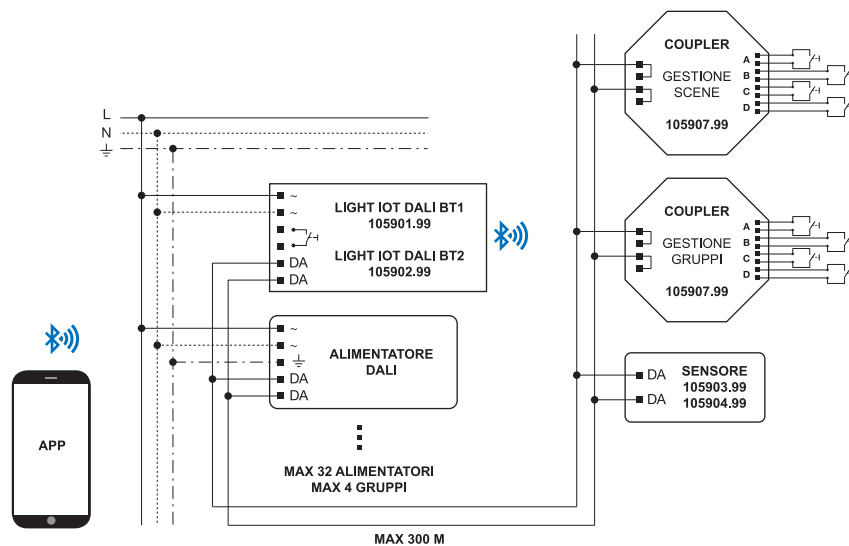 L
N
~
~
DA
DA
LIGHT IOT DALI BT1
105901.99
LIGHT IOT DALI BT2
105902.99
~
~
DA
DA
ALIMENTATORE
DALI
MAX 32 ALIMENTATORI
MAX 4 GRUPPI
MAX 300 M
APP
COUPLER
GESTIONE
SCENE
105907.99
A
B
C
D
COUPLER
GESTIONE
GRUPPI
105907.99
A
B
C
D
DA
DA
SENSORE
105903.99
105904.99